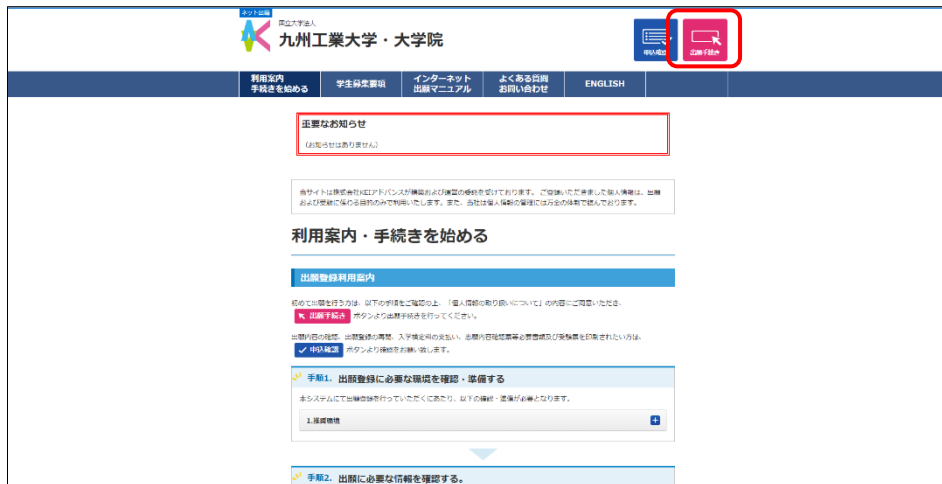 ネット出願
国立大学法人
九州工業大学・大学院
申込確認
出願手続き
利用案内
手続きを始める
学生募集要項
インターネット
出願マニュアル
よくある質問
お問い合わせ
ENGLISH
重要なお知らせ
(お知らせはありません)
当サイトは株式会社KEIアドバンスが構築および運営の委託を受けております。ご登録いただきました個人情報は、出願
および受験に係わる目的のみで利用いたします。また、当社は個人情報の管理には万全の体制で臨んでおります。
利用案内・手続きを始める
出願登録利用案内
初めて出願を行う方は、以下の手順をご確認の上、「個人情報の取り扱いについて」の内容にご同意いただき、
出願手続き ボタンより出願手続きを行ってください。
出願内容の確認、出願登録の再開、入学検定料の支払い、志願内容確認票等必要書類及び受験票を印刷されたい方は、
申込確認 ボタンより確認をお願い致します。
手順1. 出願登録に必要な環境を確認・準備する
本システムにて出願登録を行っていただくにあたり、以下の確認・準備が必要となります。
1.推奨環境
手順2. 出願に必要な情報を確認する。